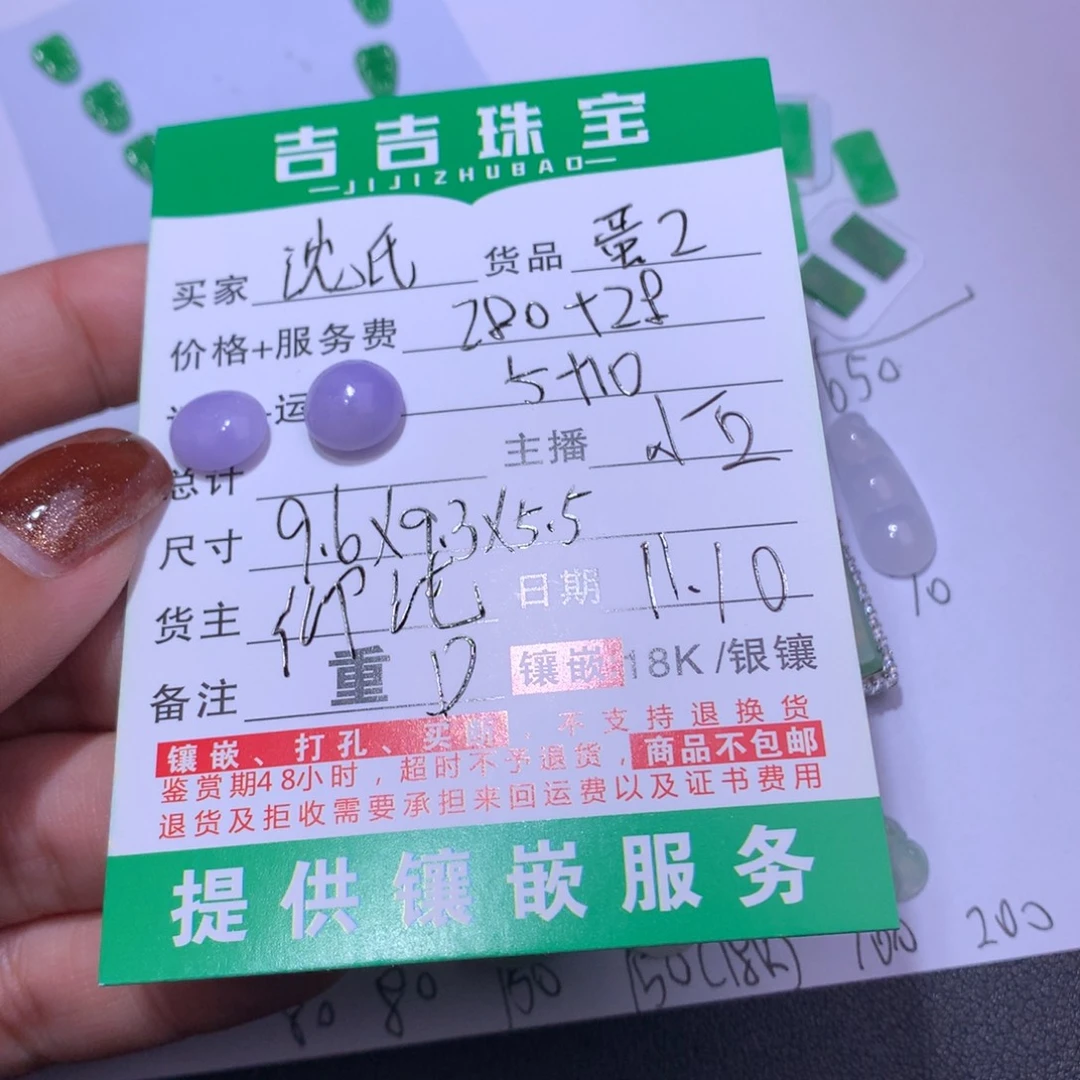 吉吉珠宝
JIJIZHUBAO
买家 沈氏 货品 蛋2
价格+服务费 280+28
运 5+10
总计 主播
尺寸 9.6X9.3X5.5
货主 日期 11.10
备注 重 D 镶嵌 18K/银镶
镶嵌、打孔、买断,不支持退换货
鉴赏期48小时,超时不予退货,商品不包邮
退货及拒收需要承担来回运费以及证书费用
提供镶嵌服务
650
10
80 80 150 150(18K) 200